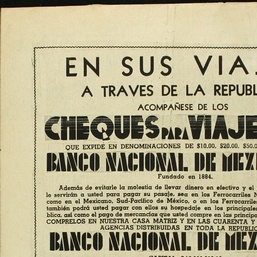 EN SUS VIA
A TRAVES DE LA REPUBL
ACOMPAÑESE DE LOS
CHEQUES PARA VIAJE
QUE EXPIDE EN DENOMINACIONES DE $10.00, $20.00, $50.0
BANCO NACIONAL DE MEX
Fundado en 1884.
Además de evitarle la molestia de llevar dinero en efectivo y el
le servirán a usted para pagar su pasaje, sea en los Ferrocarriles N
como en el Mexicano, Sud-Pacífico de México, o en los Ferrocarriles
también podrá usted pagar con ellos su hospedaje en los principales
blica, así como el pago de mercancías que usted compre en las principa
COMPRELOS EN NUESTRA CASA MATRIZ Y EN LAS CUARENTA Y
AGENCIAS DISTRIBUIDAS EN TODA LA REPUBLIC
BANCO NACIONAL DE MEX